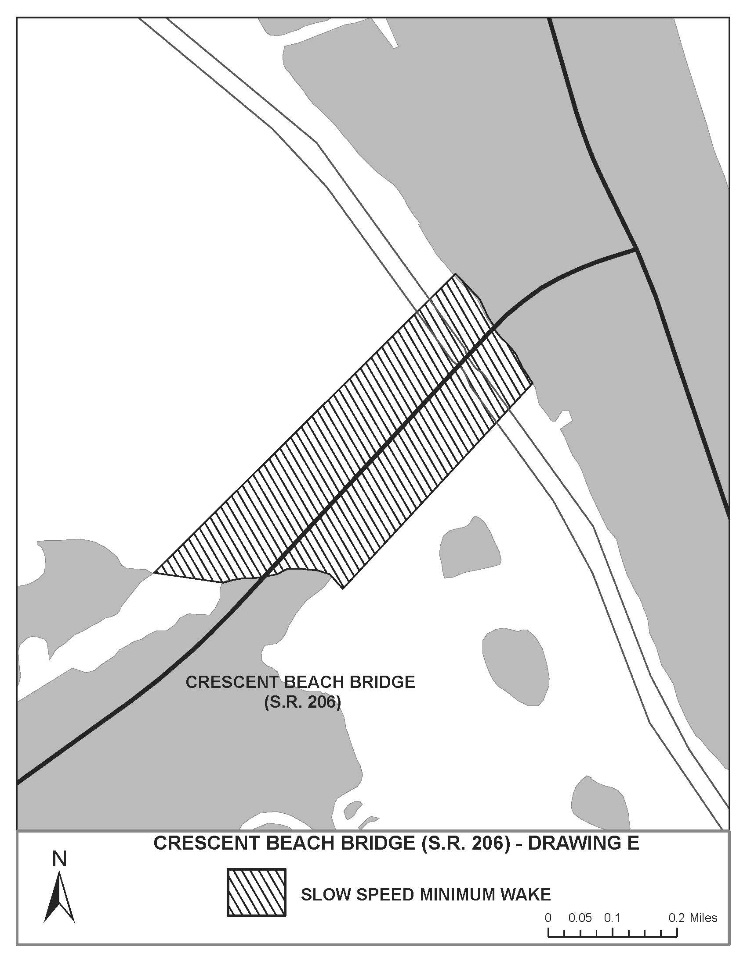 CRESCENT BEACH BRIDGE
(S.R. 206)
CRESCENT BEACH BRIDGE (S.R. 206) - DRAWING E
N
SLOW SPEED MINIMUM WAKE
0 0.05 0.1 0.2 Miles